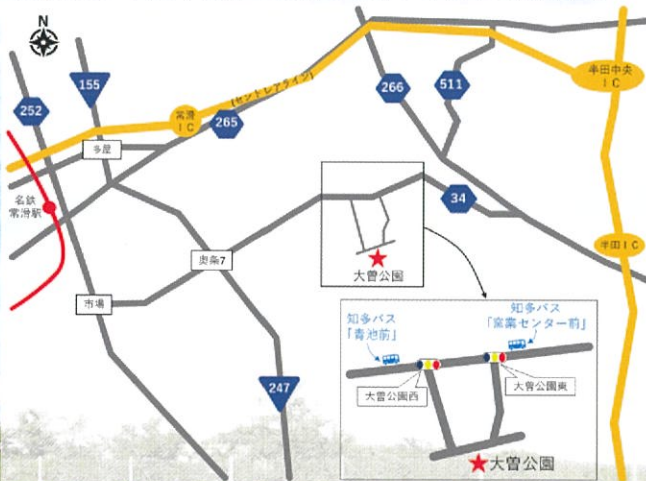 N
155
252
常滑
IC
(セントレアライン)
265
266
511
半田中央
IC
多屋
名鉄
常滑駅
34
奥条7
大曽公園
半田IC
市場
知多バス
「青池前」
知多バス
「窯業センター前」
大曽公園西
大曽公園東
247
大曽公園